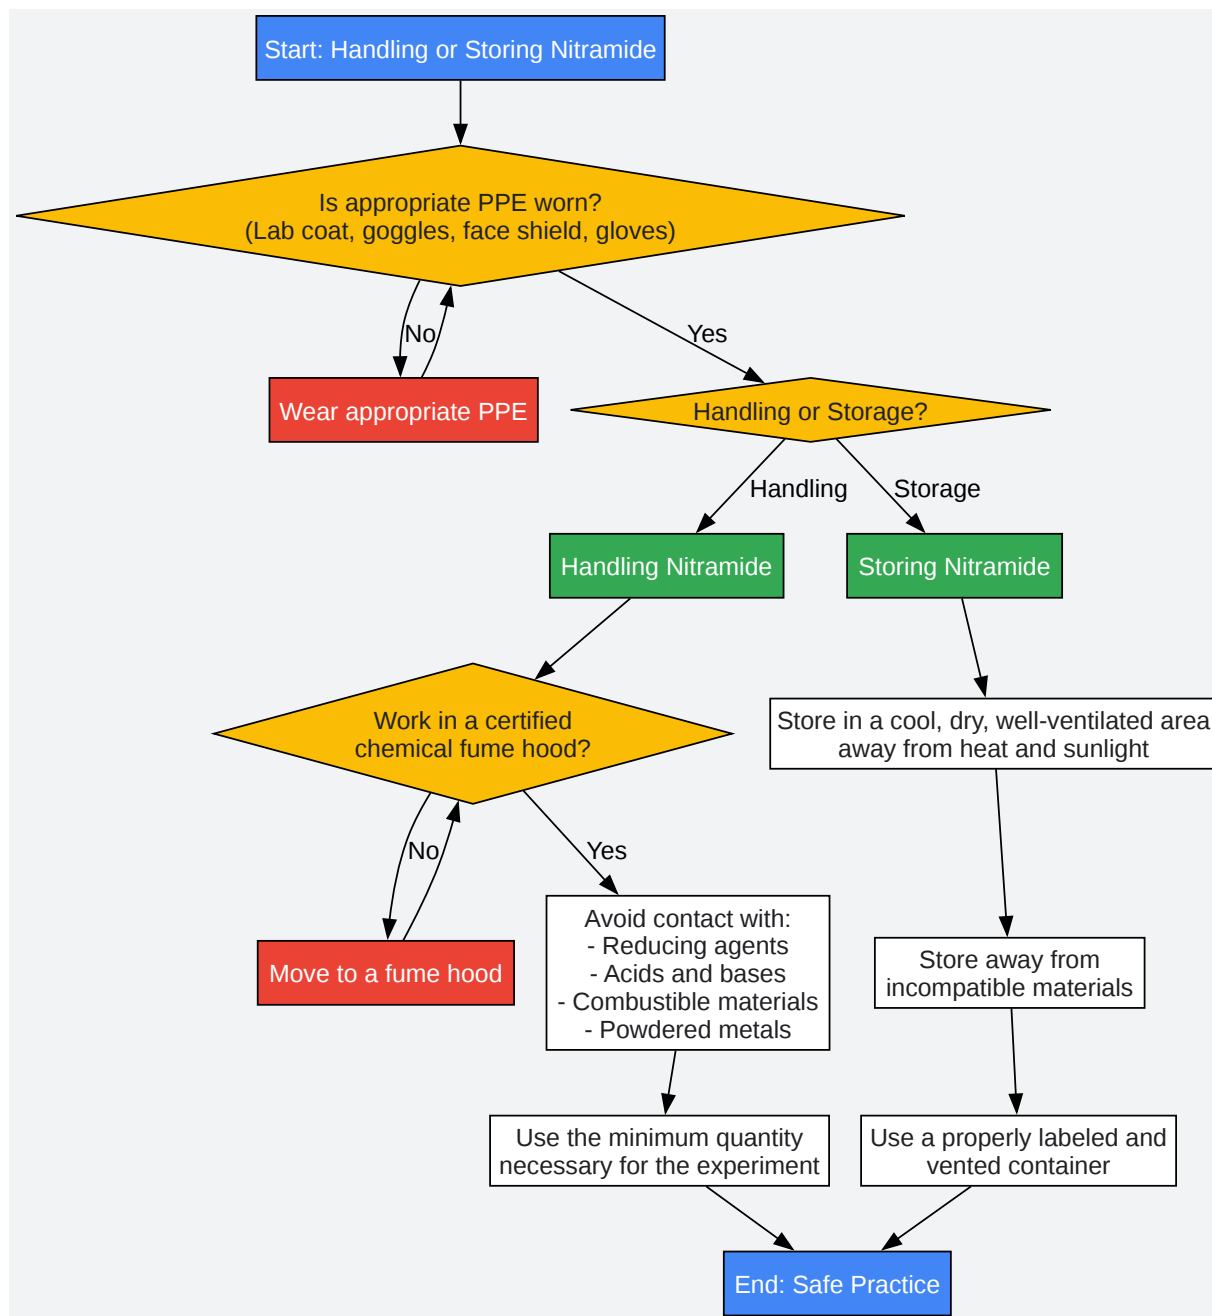 Start: Handling or Storing Nitramide
Is appropriate PPE worn?
(Lab coat, goggles, face shield, gloves)
No
Yes
Wear appropriate PPE
Handling or Storage?
Handling
Storage
Handling Nitramide
Storing Nitramide
Work in a certified
chemical fume hood?
Store in a cool, dry, well-ventilated area
away from heat and sunlight
No
Yes
Move to a fume hood
Avoid contact with:
- Reducing agents
- Acids and bases
- Combustible materials
- Powdered metals
Store away from
incompatible materials
Use the minimum quantity
necessary for the experiment
Use a properly labeled and
vented container
End: Safe Practice